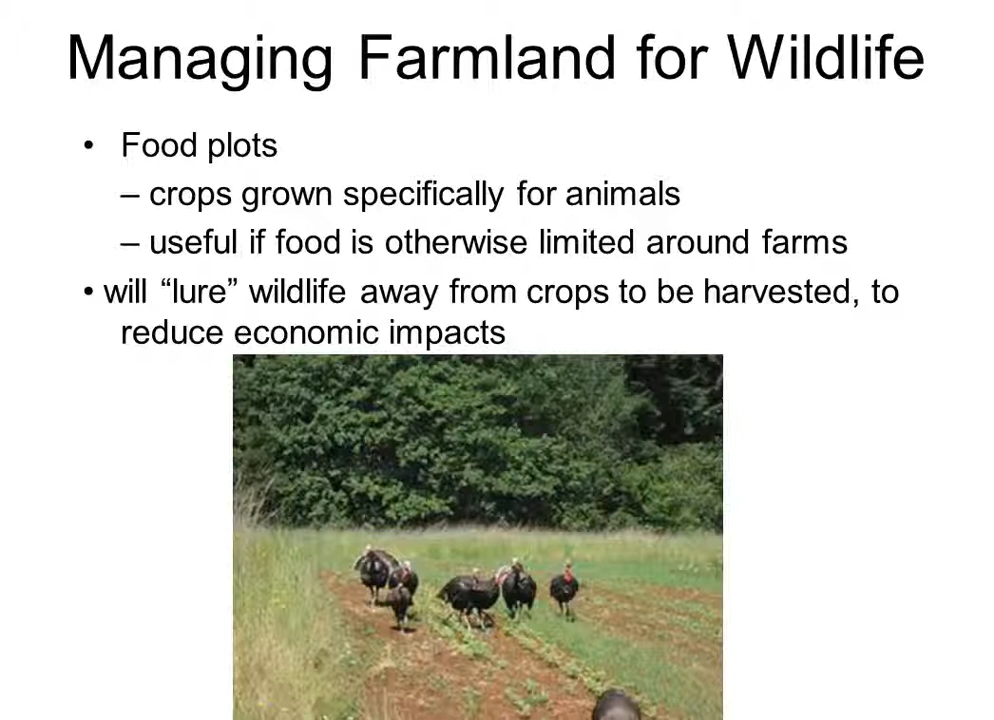 Managing Farmland for Wildlife
• Food plots
– crops grown specifically for animals
– useful if food is otherwise limited around farms
• will “lure” wildlife away from crops to be harvested, to
reduce economic impacts